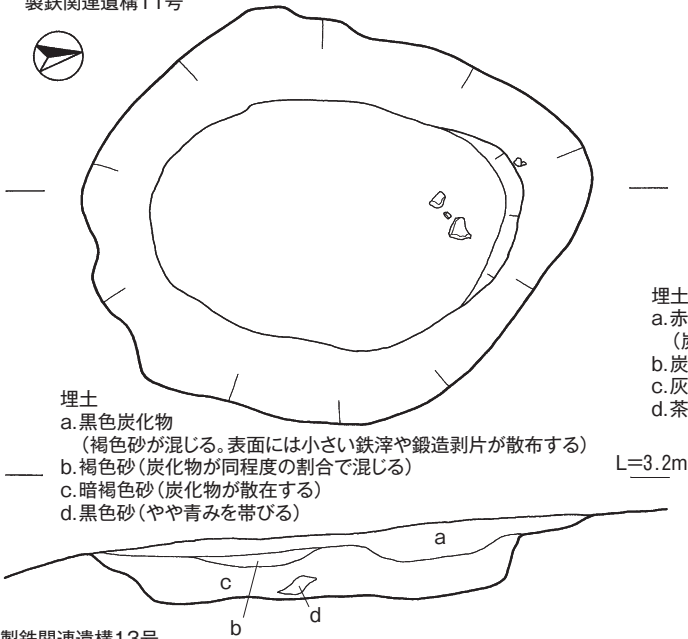 製鉄関連遺構11号
埋土
a.黒色炭化物
(褐色砂が混じる。表面には小さい鉄滓や鍛造剥片が散布する)
b.褐色砂(炭化物が同程度の割合で混じる)
c.暗褐色砂(炭化物が散在する)
d.黒色砂(やや青みを帯びる)
埋土
a.赤
(炭
b.炭
c.灰
d.茶
L=3.2m
a
c
b
d
製鉄関連遺構13号